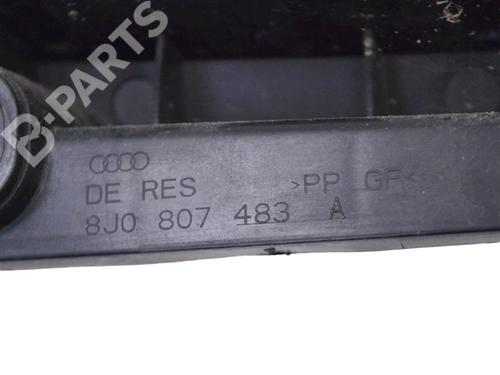 B-PARTS
DE RES >PP GF<
8J0 807 483 A